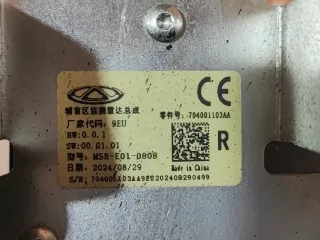 CE
辅盲区监测雷达总成
厂家代码: 9EU
零件号: 704001103AA
HW:0.0.1
SW:00.01.01
型号: MSR-E01-0808
R
日期: 2024/08/29
Made in China
S/N: 704001103AA9EU202408290499